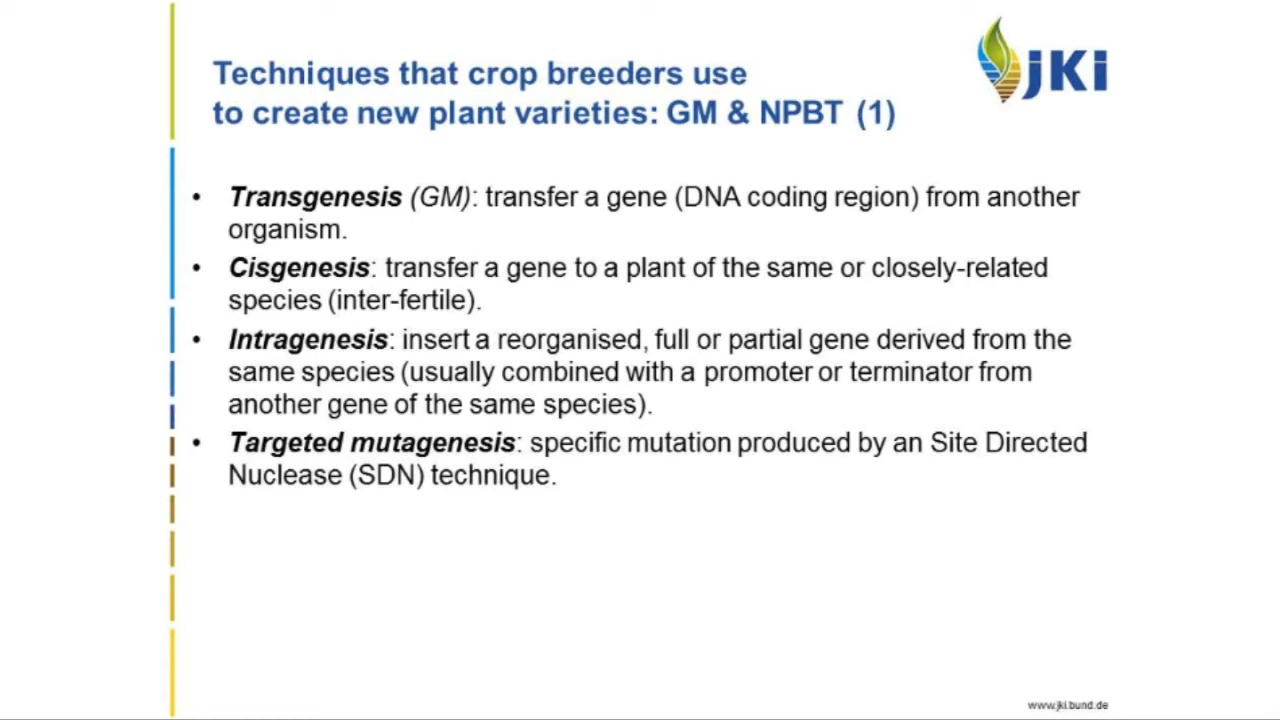 Techniques that crop breeders use
to create new plant varieties: GM & NPBT (1)
JKI
• Transgenesis (GM): transfer a gene (DNA coding region) from another
organism.
• Cisgenesis: transfer a gene to a plant of the same or closely-related
species (inter-fertile).
• Intragenesis: insert a reorganised, full or partial gene derived from the
same species (usually combined with a promoter or terminator from
another gene of the same species).
• Targeted mutagenesis: specific mutation produced by an Site Directed
Nuclease (SDN) technique.
www.jki.bund.de